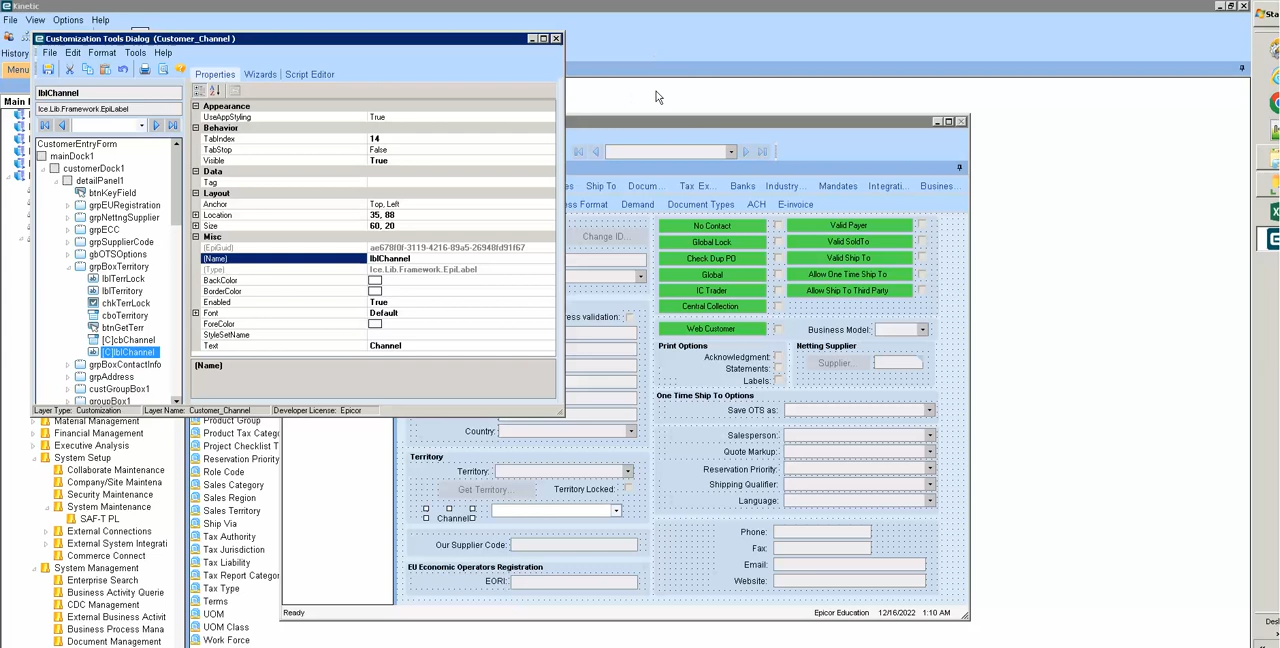 Kinetic
File View Options Help
History
Menu
Main
Customization Tools Dialog (Customer_Channel )
File Edit Format Tools Help
Properties Wizards Script Editor
lblChannel
Ice.Lib.Framework.EpiLabel
CustomerEntryForm
mainDock1
customerDock1
detailPanel1
btnKeyField
grpEURegistration
grpNettngSupplier
grpECC
grpSupplierCode
gbOTSOptions
grpBoxTerritory
lblTerLock
lblTerritory
chkTerrLock
cboTerritory
btnGetTerr
[C]cbChannel
[C]lblChannel
grpBoxContactInfo
grpAddress
custGroupBox1
groupBox1
Appearance
UseAppStyling True
Behavior
TabIndex 14
TabStop False
Visible True
Data
Tag
Layout
Anchor Top, Left
Location 35, 88
Size 60, 20
Misc
(EpiGuid) ae678f0f-3119-4216-89a5-26948fd91f67
(Name) lblChannel
(Type) Ice.Lib.Framework.EpiLabel
BackColor
BorderColor
Enabled True
Font Default
ForeColor
StyleSetName
Text Channel
(Name)
Layer Type: Customization Layer Name: Customer_Channel Developer License: Epicor
Material Management
Financial Management
Executive Analysis
System Setup
Collaborate Maintenance
Company/Site Maintena
Security Maintenance
System Maintenance
SAF-T PL
External Connections
External System Integrati
Commerce Connect
System Management
Enterprise Search
Business Activity Querie
CDC Management
External Business Activit
Business Process Mana
Document Management
Product Group
Product Tax Catego
Project Checklist T
Reservation Priority
Role Code
Sales Category
Sales Region
Sales Territory
Ship Via
Tax Authority
Tax Jurisdiction
Tax Liability
Tax Report Categor
Tax Type
Terms
UOM
UOM Class
Work Force
es Ship To Docum... Tax Ex... Banks Industry... Mandates Integrati... Busines...
ess Format Demand Document Types ACH E-invoice
Change ID...
No Contact Valid Payer
Global Lock Valid SoldTo
Check Dup PO Valid Ship To
Global Allow One Time Ship To
IC Trader Allow Ship To Third Party
Central Collection
ess validation:
Web Customer Business Model:
Print Options Netting Supplier
Acknowledgment: Supplier...
Statements:
Labels:
One Time Ship To Options
Save OTS as:
Country:
Salesperson:
Territory
Quote Markup:
Territory: Reservation Priority:
Get Territory... Territory Locked: Shipping Qualifier:
Language:
Channel
Phone:
Our Supplier Code: Fax:
EU Economic Operators Registration Email:
EORI: Website:
Ready Epicor Education 12/16/2022 1:10 AM
Sta
Des